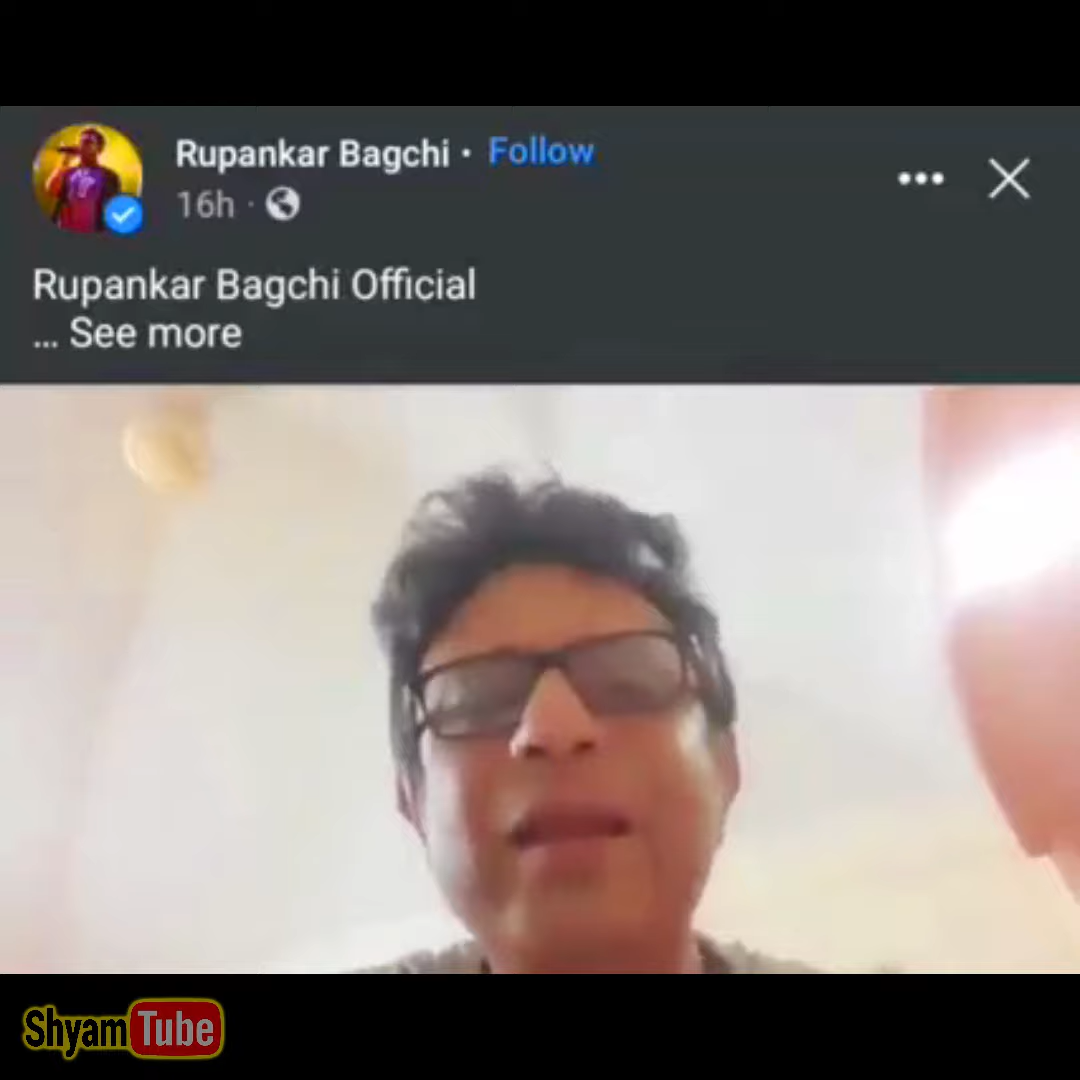 Rupankar Bagchi · Follow
16h ·
Rupankar Bagchi Official
... See more
ShyamTube